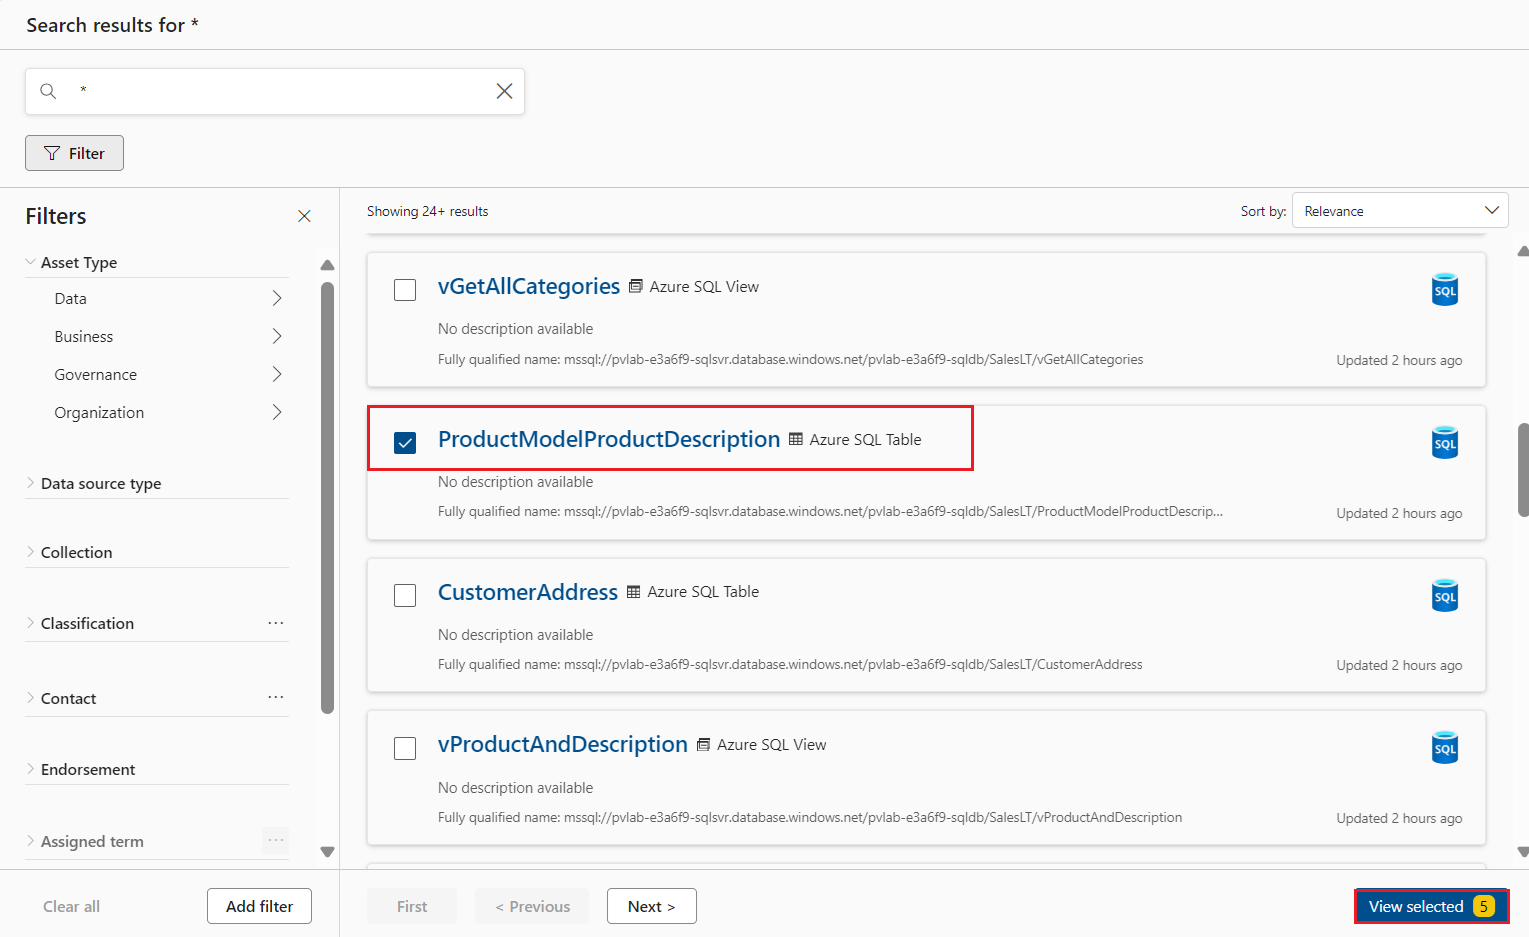 Search results for *
*
Filter
Filters
Asset Type
Data
Business
Governance
Organization
Data source type
Collection
Classification
...
Contact
...
Endorsement
Assigned term
...
Clear all
Add filter
Showing 24+ results
Sort by: Relevance
vGetAllCategories Azure SQL View
SQL
No description available
Fully qualified name: mssql://pvlab-e3a6f9-sqlsvr.database.windows.net/pvlab-e3a6f9-sqldb/SalesLT/vGetAllCategories
Updated 2 hours ago
ProductModelProductDescription Azure SQL Table
SQL
No description available
Fully qualified name: mssql://pvlab-e3a6f9-sqlsvr.database.windows.net/pvlab-e3a6f9-sqldb/SalesLT/ProductModelProductDescrip...
Updated 2 hours ago
CustomerAddress Azure SQL Table
SQL
No description available
Fully qualified name: mssql://pvlab-e3a6f9-sqlsvr.database.windows.net/pvlab-e3a6f9-sqldb/SalesLT/CustomerAddress
Updated 2 hours ago
vProductAndDescription Azure SQL View
SQL
No description available
Fully qualified name: mssql://pvlab-e3a6f9-sqlsvr.database.windows.net/pvlab-e3a6f9-sqldb/SalesLT/vProductAndDescription
Updated 2 hours ago
First
< Previous
Next >
View selected 5